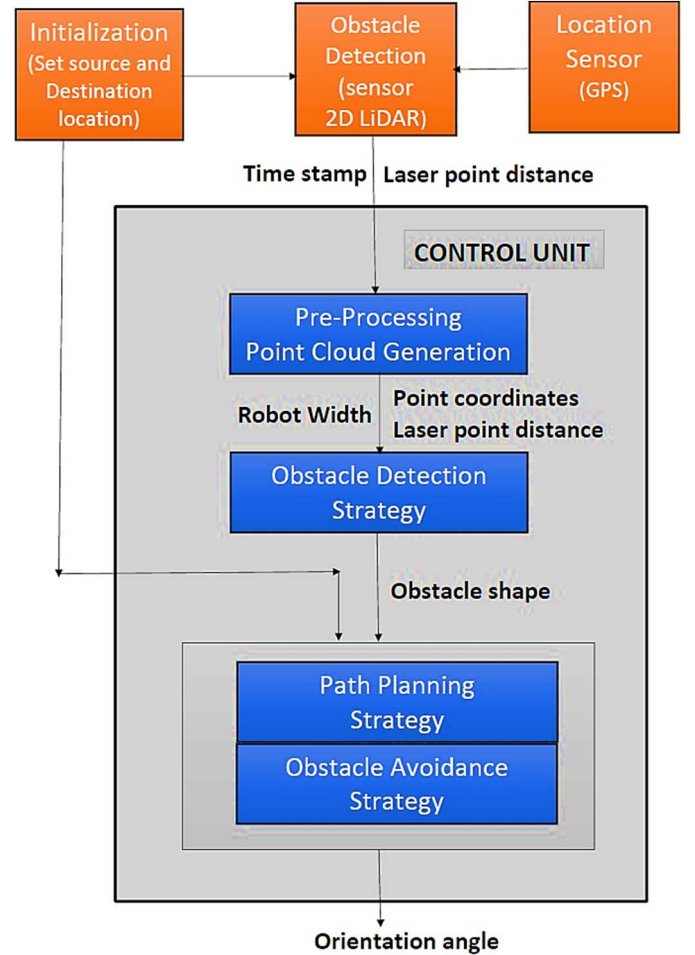 Initialization
(Set source and
Destination
location)
Obstacle
Detection
(sensor
2D LiDAR)
Location
Sensor
(GPS)
Time stamp
Laser point distance
CONTROL UNIT
Pre-Processing
Point Cloud Generation
Robot Width
Point coordinates
Laser point distance
Obstacle Detection
Strategy
Obstacle shape
Path Planning
Strategy
Obstacle Avoidance
Strategy
Orientation angle